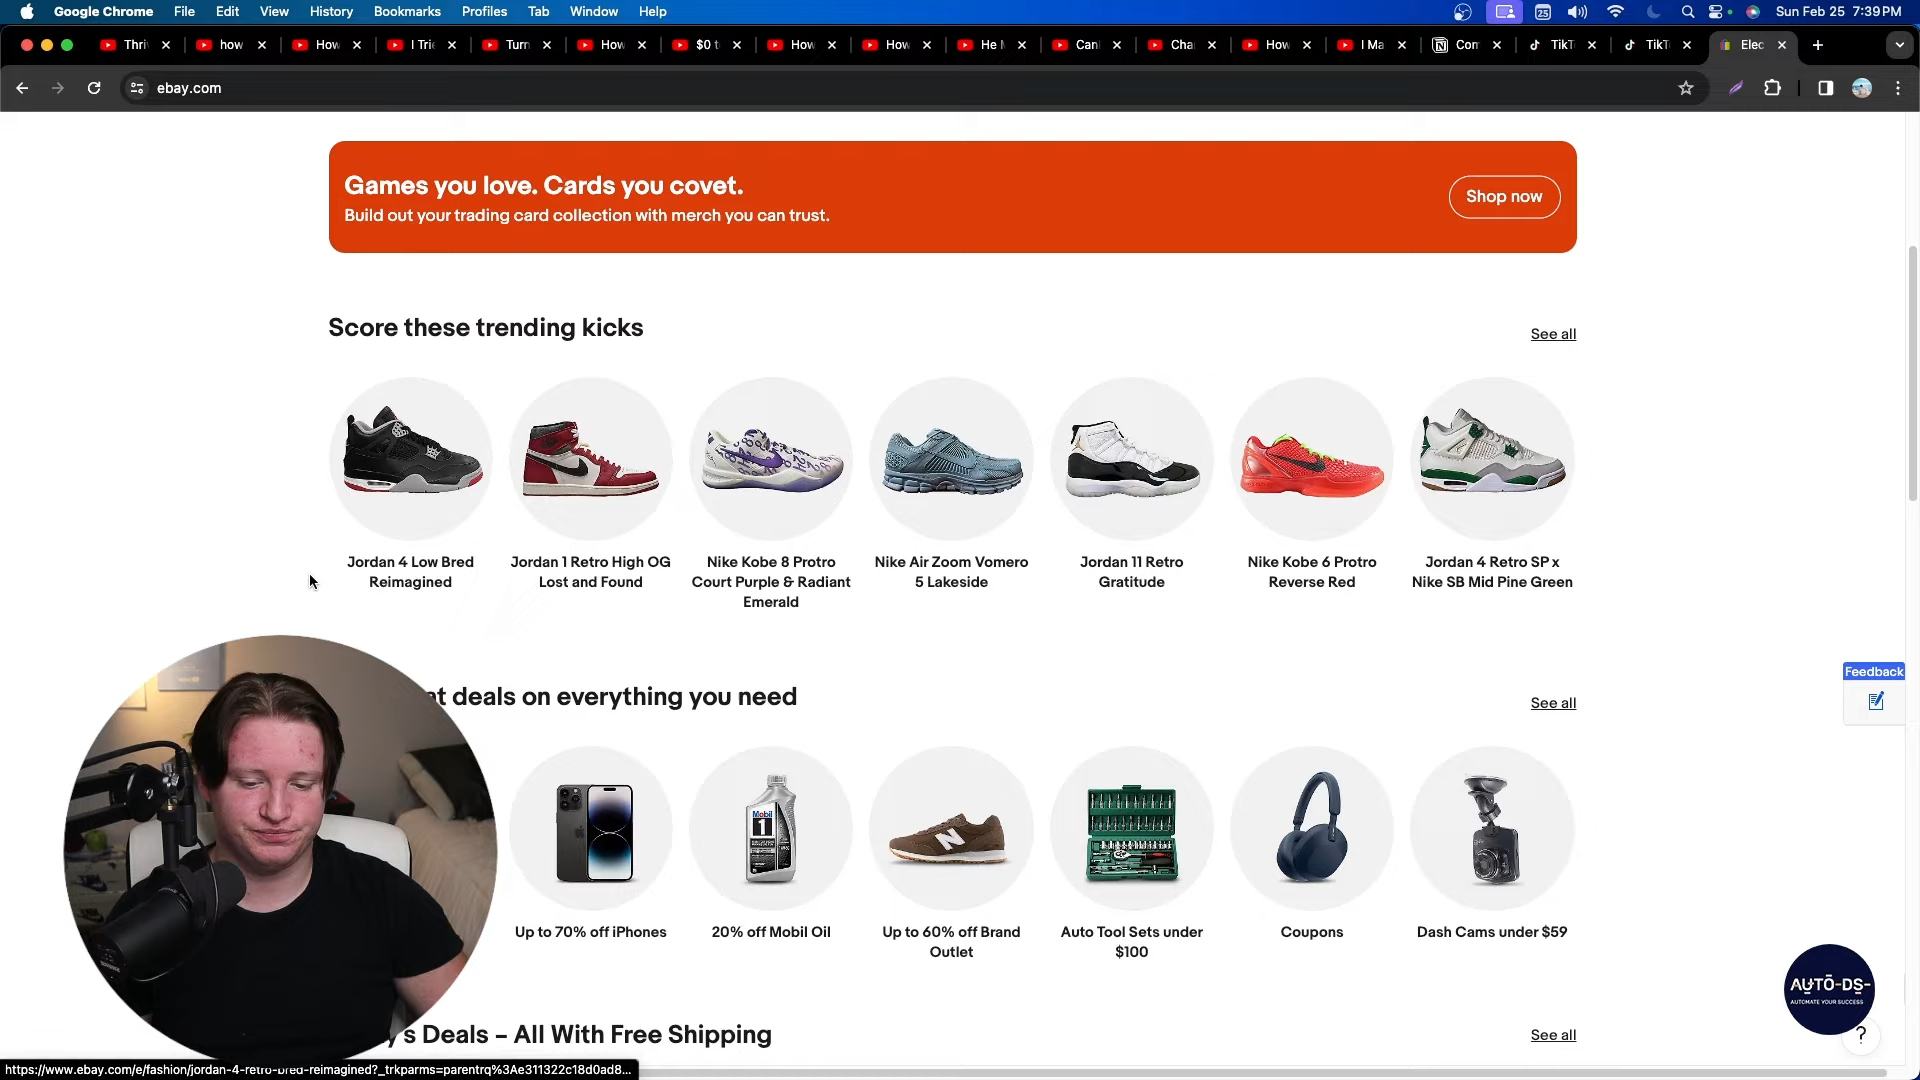 Google Chrome File Edit View History Bookmarks Profiles Tab Window Help
25
Sun Feb 25 7:39 PM
Thri how How I Trie Turn How $0 t How How He Can Cha How I Ma Con TikT TikT Elec
ebay.com
Games you love. Cards you covet.
Build out your trading card collection with merch you can trust.
Shop now
Score these trending kicks
See all
Jordan 4 Low Bred
Reimagined
Jordan 1 Retro High OG
Lost and Found
Nike Kobe 8 Protro
Court Purple & Radiant
Emerald
Nike Air Zoom Vomero
5 Lakeside
Jordan 11 Retro
Gratitude
Nike Kobe 6 Protro
Reverse Red
Jordan 4 Retro SP x
Nike SB Mid Pine Green
Feedback
deals on everything you need
See all
Mobil
1
N
Up to 70% off iPhones
20% off Mobil Oil
Up to 60% off Brand
Outlet
Auto Tool Sets under
$100
Coupons
Dash Cams under $59
AUTO-DS-
AUTOMATE YOUR SUCCESS
?
's Deals – All With Free Shipping
See all
https://www.ebay.com/e/fashion/jordan-4-retro-bred-reimagined?_trkparms=parentrq%3Ae311322c18d0ad8...